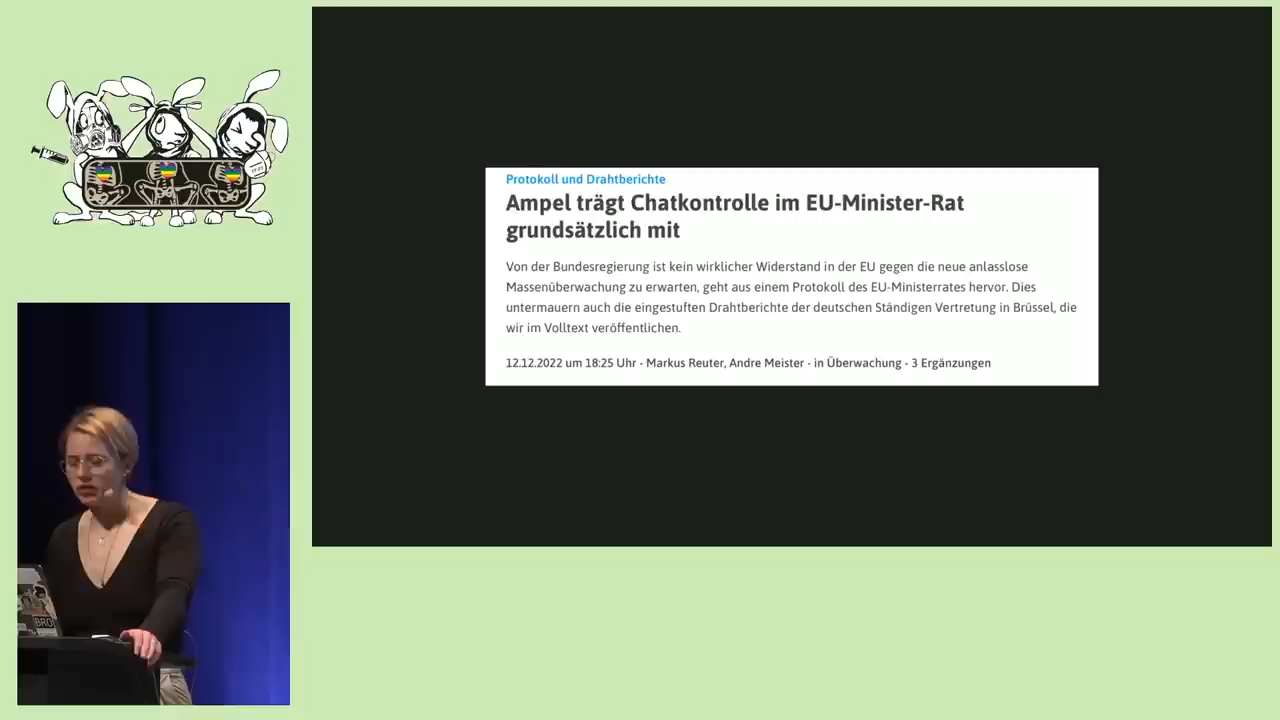 Protokoll und Drahtberichte
Ampel trägt Chatkontrolle im EU-Minister-Rat
grundsätzlich mit
Von der Bundesregierung ist kein wirklicher Widerstand in der EU gegen die neue anlasslose
Massenüberwachung zu erwarten, geht aus einem Protokoll des EU-Ministerrates hervor. Dies
untermauern auch die eingestuften Drahtberichte der deutschen Ständigen Vertretung in Brüssel, die
wir im Volltext veröffentlichen.
12.12.2022 um 18:25 Uhr - Markus Reuter, Andre Meister - in Überwachung - 3 Ergänzungen
BRO